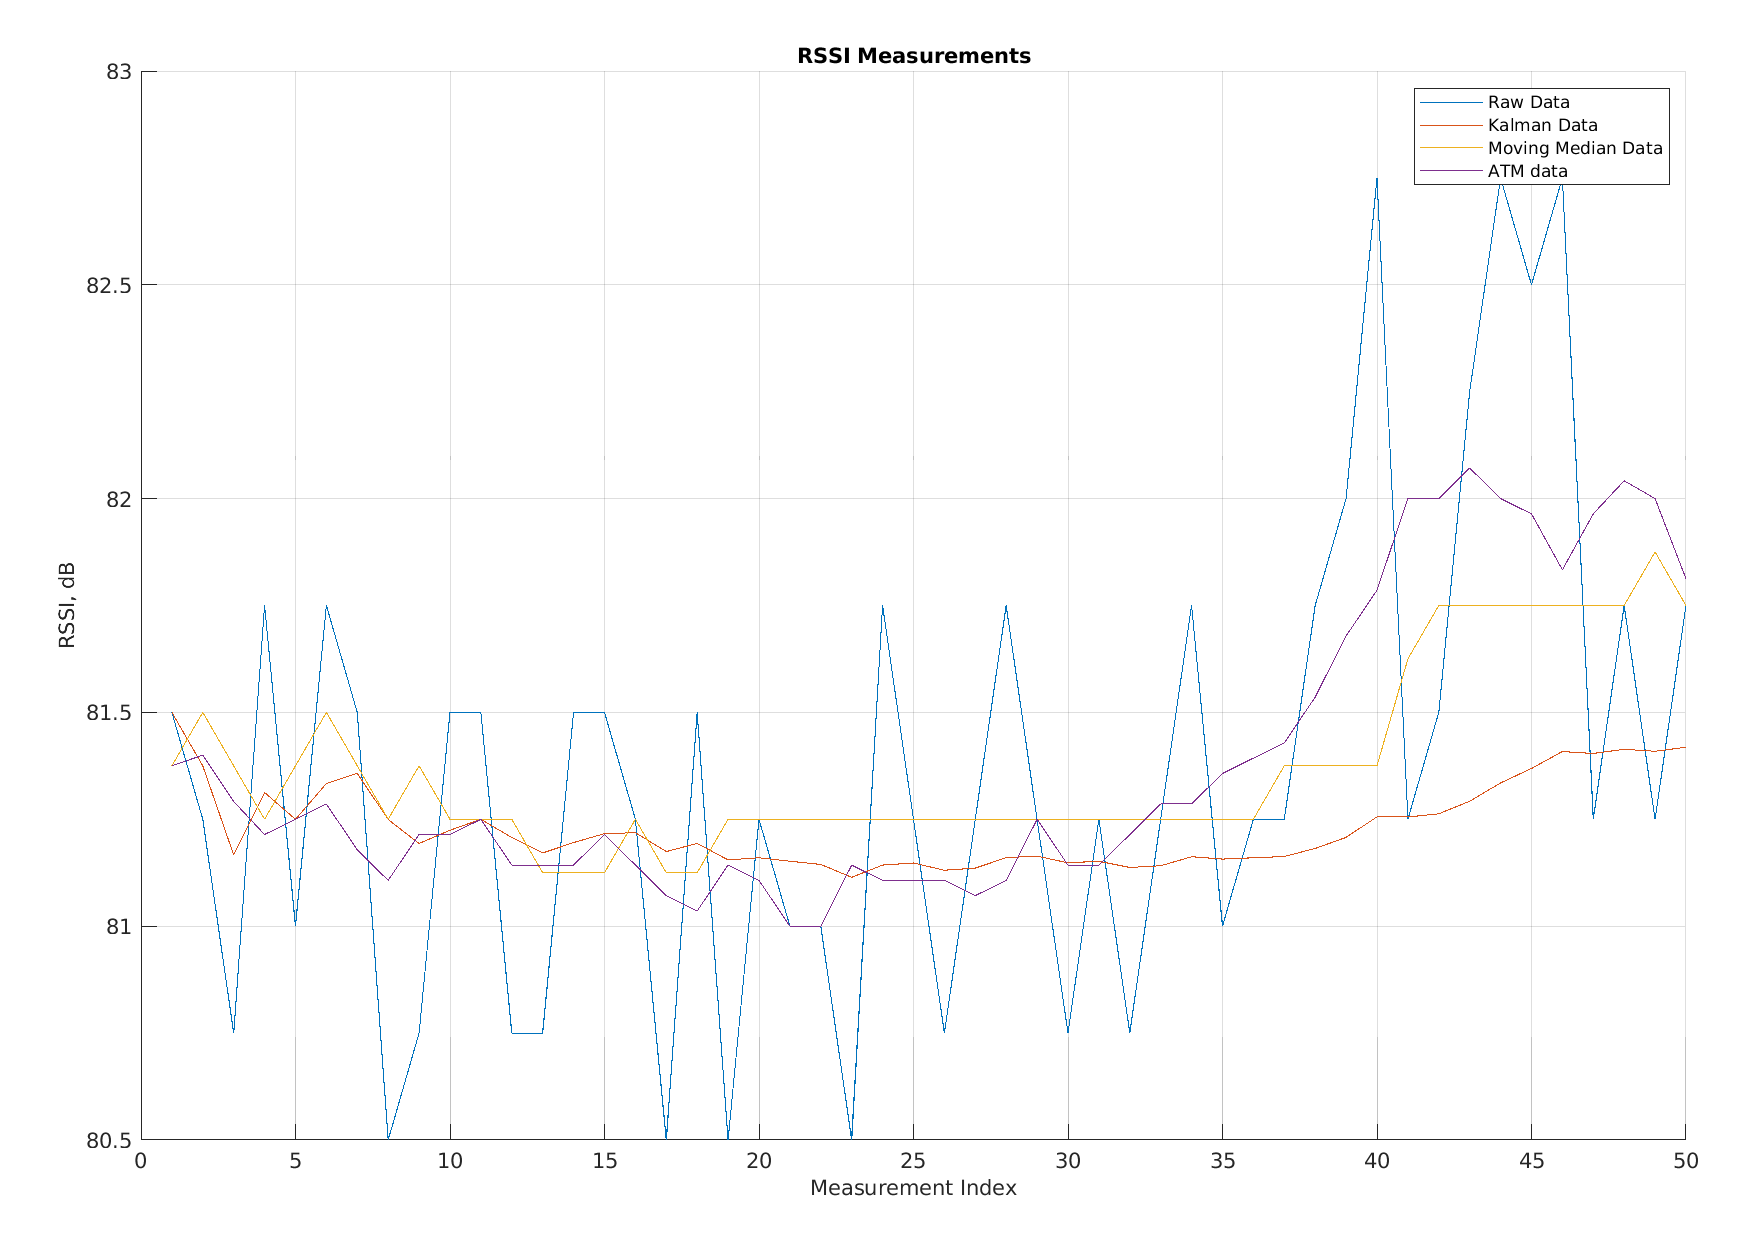 RSSI Measurements
83
82.5
82
81.5
81
80.5
RSSI, dB
Raw Data
Kalman Data
Moving Median Data
ATM data
0 5 10 15 20 25 30 35 40 45 50
Measurement Index